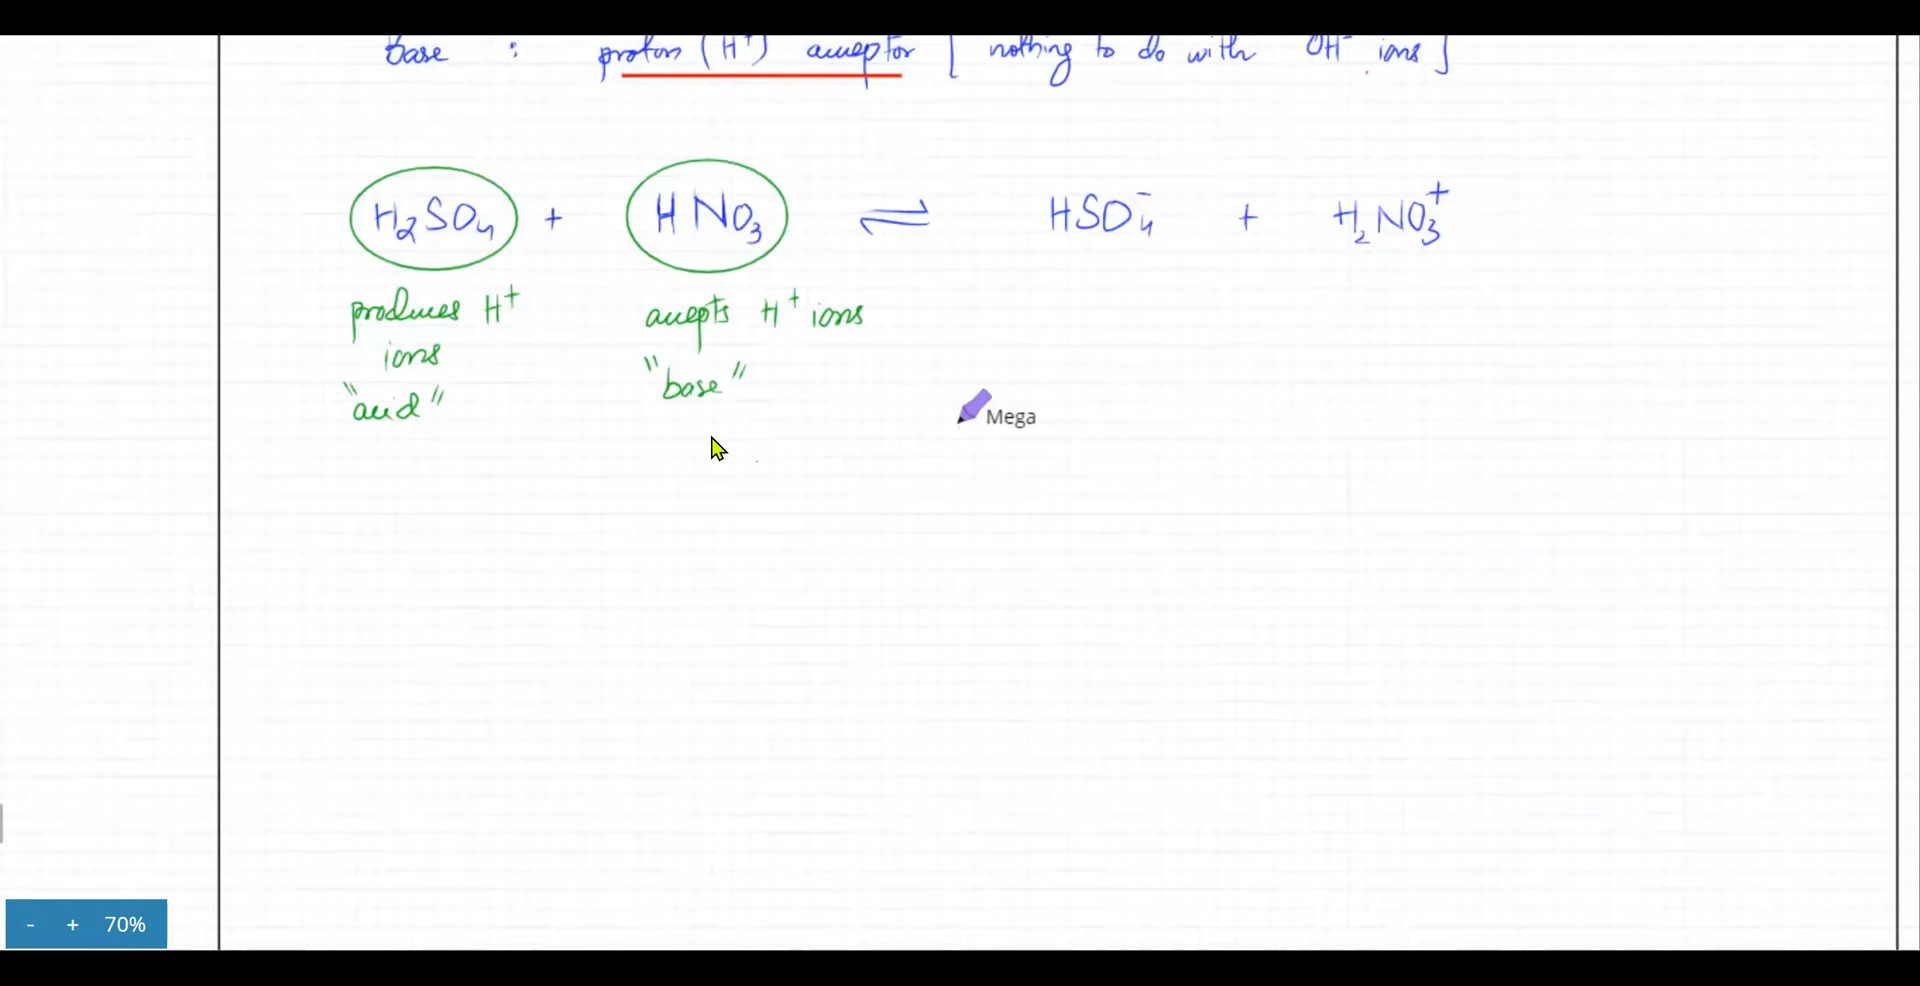 base : proton (H⁺) acceptor [ nothing to do with OH⁻ ions ]
H₂SO₄ + HNO₃ ⇌ HSO₄⁻ + H₂NO₃⁺
produces H⁺ accepts H⁺ ions
ions "base"
"acid"
Mega
- + 70%